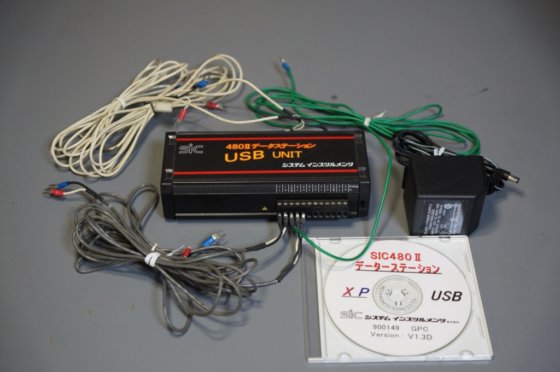 SIC
480Ⅱデータステーション
USB UNIT
システム インスツルメンツ
SIC480Ⅱ
データーステーション
XP
USB
SIC システム インスツルメンツ
900149 GPC
Version : V1.3D